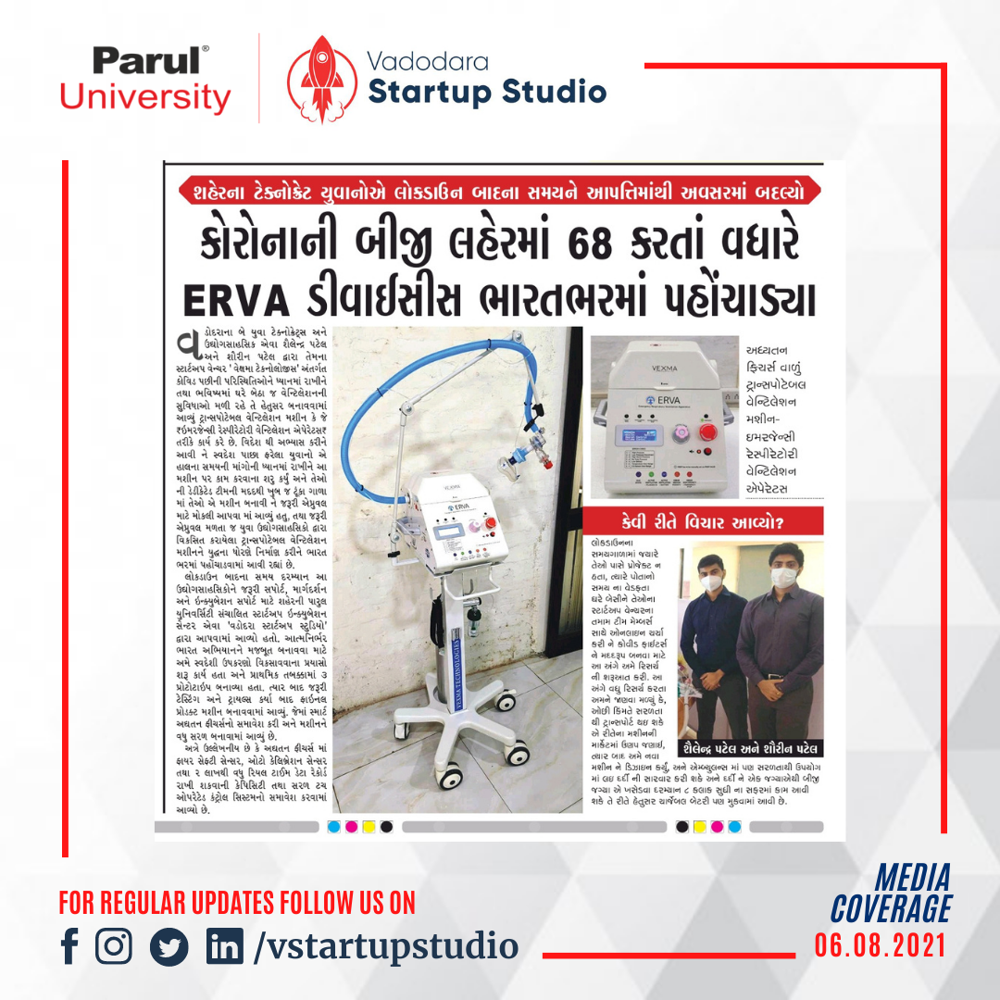 Parul®
University
Vadodara
Startup Studio
શહેરના ટેક્નોક્રેટ યુવાનોએ લોકડાઉન બાદના સમયને આપત્તિમાંથી અવસરમાં બદલ્યો
કોરોનાની બીજી લહેરમાં 68 કરતાં વધારે
ERVA ડીવાઈસીસ ભારતભરમાં પહોંચાડ્યા
વડોદરાના બે યુવા ટેક્નોક્રેટ્સ અને
ઉદ્યોગસાહસિક એવા શૈલેન્દ્ર પટેલ
અને શૌરીન પટેલ દ્વારા તેમના
સ્ટાર્ટઅપ વેન્ચર ' વેક્ષમા ટેકનોલોજીસ' અંતર્ગત
કોવિડ પછીની પરિસ્થિતિઓને ધ્યાનમાં રાખીને
તથા ભવિષ્યમાં ઘરે બેઠા જ વેન્ટિલેશનની
સુવિધાઓ મળી રહે તે હેતુસર બનાવવામાં
આવ્યું ટ્રાન્સપોટેબલ વેન્ટિલેશન મશીન કે જે
રઇમરજેન્સી રેસ્પીરેટોરી વેન્ટિલેશન એપેરેટસર
તરીકે કાર્ય કરે છે. વિદેશ થી અભ્યાસ કરીને
આવી ને સ્વદેશ પાછા ફરેલા યુવાનો એ
હાલના સમયની માંગોની ધ્યાનમાં રાખીને આ
મશીન પર કામ કરવાના શરુ કર્યું અને તેઓ
ની ડેડીકેટેડ ટીમની મદદથી ખુબ જ ટૂંકા ગાળા
માં તેઓ એ મશીન બનાવી ને જરૂરી એપ્રુવલ
માટે મોકલી આપવા માં આવ્યું હતુ, તથા જરૂરી
એપ્રુવલ મળતા જ યુવા ઉદ્યોગસાહસિકો દ્વારા
વિકસિત કરાયેલા ટ્રાન્સપોટેબલ વેન્ટિલેશન
મશીનને યુદ્ધના ધોરણે નિર્માણ કરીને ભારત
ભરમાં પહોંચાડવામાં આવી રહ્યાં છે.
લોકડાઉન બાદના સમય દરમ્યાન આ
ઉદ્યોગસાહસિકોને જરૂરી સપોર્ટ, માર્ગદર્શન
અને ઇન્ક્યુબેશન સપોર્ટ માટે શહેરની પારુલ
યુનિવર્સિટી સંચાલિત સ્ટાર્ટઅપ ઇન્ક્યુબેશન
સેન્ટર એવા 'વડોદરા સ્ટાર્ટઅપ સ્ટુડિયો'
દ્વારા આપવામાં આવ્યો હતો. આત્મનિર્ભર
ભારત અભિયાનને મજબૂત બનાવવા માટે
અમે સ્વદેશી ઉપકરણો વિકસાવવાના પ્રયાસો
શરૂ કાર્ય હતા અને પ્રાથમિક તબક્કામાં ૩
પ્રોટોટાઇપ બનાવ્યા હતા. ત્યાર બાદ જરૂરી
ટેસ્ટિંગ અને ટ્રાયલ્સ કર્યા બાદ ફાઇનલ
પ્રોડક્ટ મશીન બનાવવામાં આવ્યું. જેમાં સ્માર્ટ
અદ્યતન ફીચર્સનો સમાવેશ કરી અને મશીનને
વધુ સરળ બનાવામાં આવ્યું છે.
અત્રે ઉલ્લેખનીય છે કે અદ્યતન ફીચર્સ માં
ફાયર સેફ્ટી સેન્સર, ઓટો કેલિબ્રેશન સેન્સર
તથા ૨ લાખથી વધુ રિયલ ટાઈમ ડેટા રેકોર્ડ
રાખી શકવાની કેપિસિટી તથા સરળ ટચ
ઓપરેટેડ કંટ્રોલ સિસ્ટમનો સમાવેશ કરવામાં
આવ્યો છે.
VEXMA
ERVA
VEXMA TECHNOLOGIES
VEXMA
ERVA
અધ્યતન
ફિચર્સ વાળું
ટ્રાન્સપોટેબલ
વેન્ટિલેશન
મશીન-
ઇમરજેન્સી
રેસ્પીરેટોરી
વેન્ટિલેશન
એપેરેટસ
કેવી રીતે વિચાર આવ્યો?
લોકડાઉનના
સમયગાળામાં જયારે
તેઓ પાસે પ્રોજેક્ટ ન
હતા, ત્યારે પોતાનો
સમય ના વેડફતા
ઘરે બેસીને તેઓના
સ્ટાર્ટઅપ વેન્ચરના
તમામ ટીમ મેમ્બર્સ
સાથે ઓનલાઇન ચર્ચા
કરી ને કોવીડ ફાઈટર્સ
ને મદદરૂપ બનવા માટે
આ અંગે અમે રિસર્ચ
ની શરૂઆત કરી. આ
અંગે વધુ રિસર્ચ કરતા
અમને જાણવા મળ્યું કે,
ઓછી કિંમતે સરળતા
થી ટ્રાન્સપોર્ટ થઇ શકે
એ રીતેના મશીનની
માર્કેટમાં ઉણપ જણાઈ,
ત્યાર બાદ અમે નવા
મશીન ને ડિઝાઇન કર્યું, અને એમ્બ્યુલન્સ માં પણ સરળતાથી ઉપયોગ
માં લઇ દર્દી ની સારવાર કરી શકે અને દર્દી ને એક જગ્યાએથી બીજી
જગ્યા એ ખસેડવા દરમ્યાન ૮ કલાક સુધી ના સફરમાં કામ આવી
શકે તે રીતે હેતુસર ચાર્જેબલ બેટરી પણ મુકવામાં આવી છે.
શૈલેન્દ્ર પટેલ અને શૌરીન પટેલ
FOR REGULAR UPDATES FOLLOW US ON
/vstartupstudio
MEDIA
COVERAGE
06.08.2021